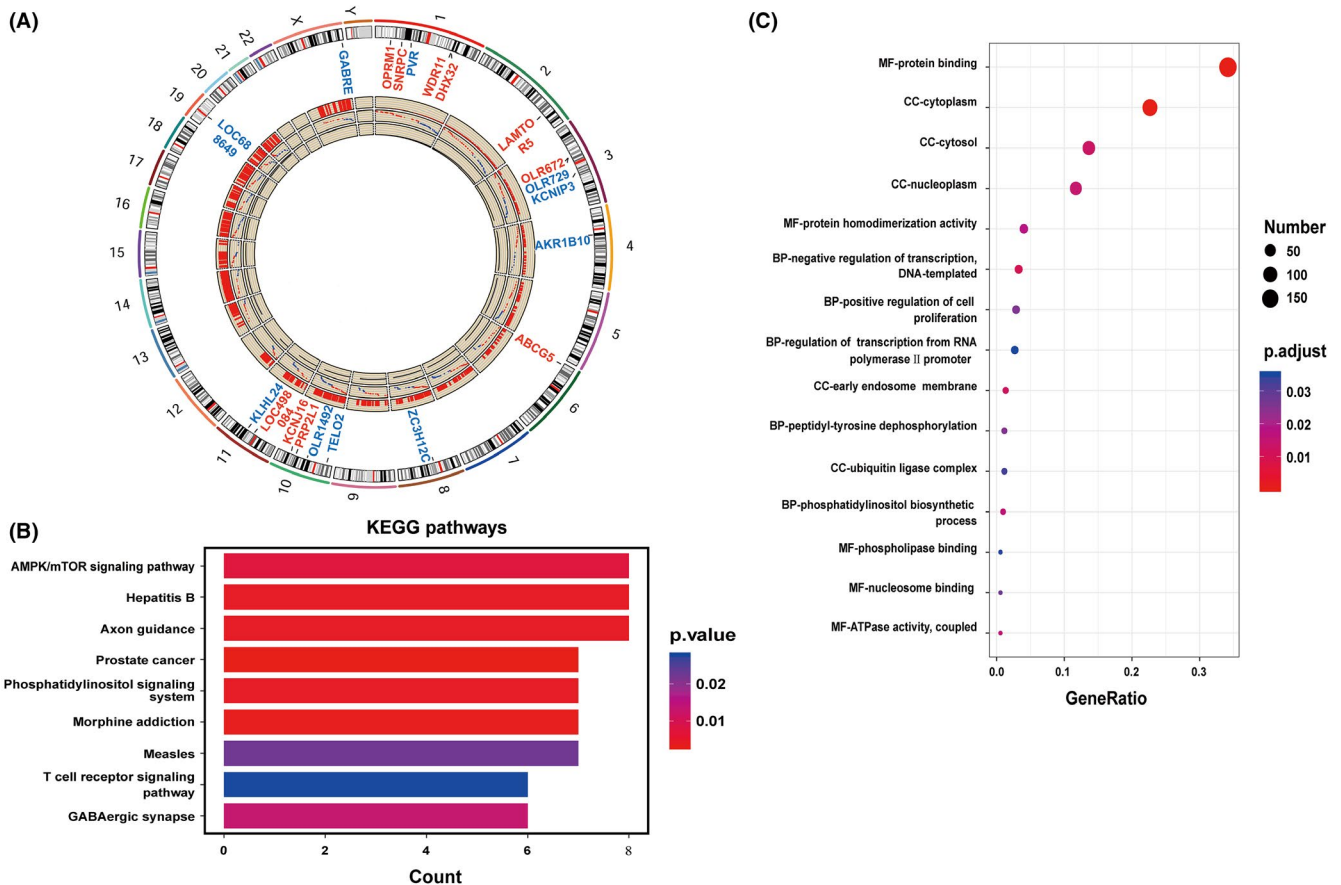 (A)
1
2
3
4
5
6
7
8
9
10
11
12
13
14
15
16
17
18
19
20
21
22
X
Y
GABRE
OPRM1
SNRPC
PVR
WDR11
DHX32
LAMTO
R5
OLR672
OLR729
KCNIP3
AKR1B10
ABCG5
ZC3H12C
TELO2
OLR1492
PRP2L1
KCNJ16
LOC498
084
KLHL24
LOC68
8649
(B)
KEGG pathways
AMPK/mTOR signaling pathway
Hepatitis B
Axon guidance
Prostate cancer
Phosphatidylinositol signaling
system
Morphine addiction
Measles
T cell receptor signaling
pathway
GABAergic synapse
0
2
4
6
8
Count
p.value
0.02
0.01
(C)
MF-protein binding
CC-cytoplasm
CC-cytosol
CC-nucleoplasm
MF-protein homodimerization activity
BP-negative regulation of transcription,
DNA-templated
BP-positive regulation of cell
proliferation
BP-regulation of transcription from RNA
polymerase II promoter
CC-early endosome membrane
BP-peptidyl-tyrosine dephosphorylation
CC-ubiquitin ligase complex
BP-phosphatidylinositol biosynthetic
process
MF-phospholipase binding
MF-nucleosome binding
MF-ATPase activity, coupled
0.0
0.1
0.2
0.3
GeneRatio
Number
50
100
150
p.adjust
0.03
0.02
0.01